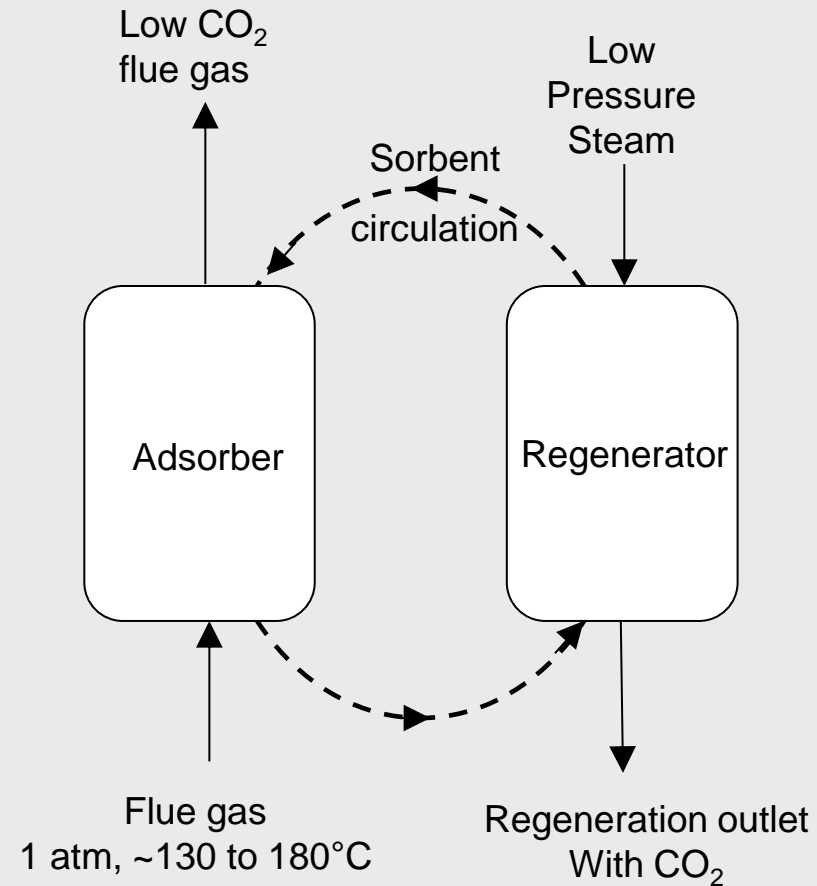 Low CO₂
flue gas
Low
Pressure
Steam
Sorbent
circulation
Adsorber
Regenerator
Flue gas
1 atm, ~130 to 180°C
Regeneration outlet
With CO₂